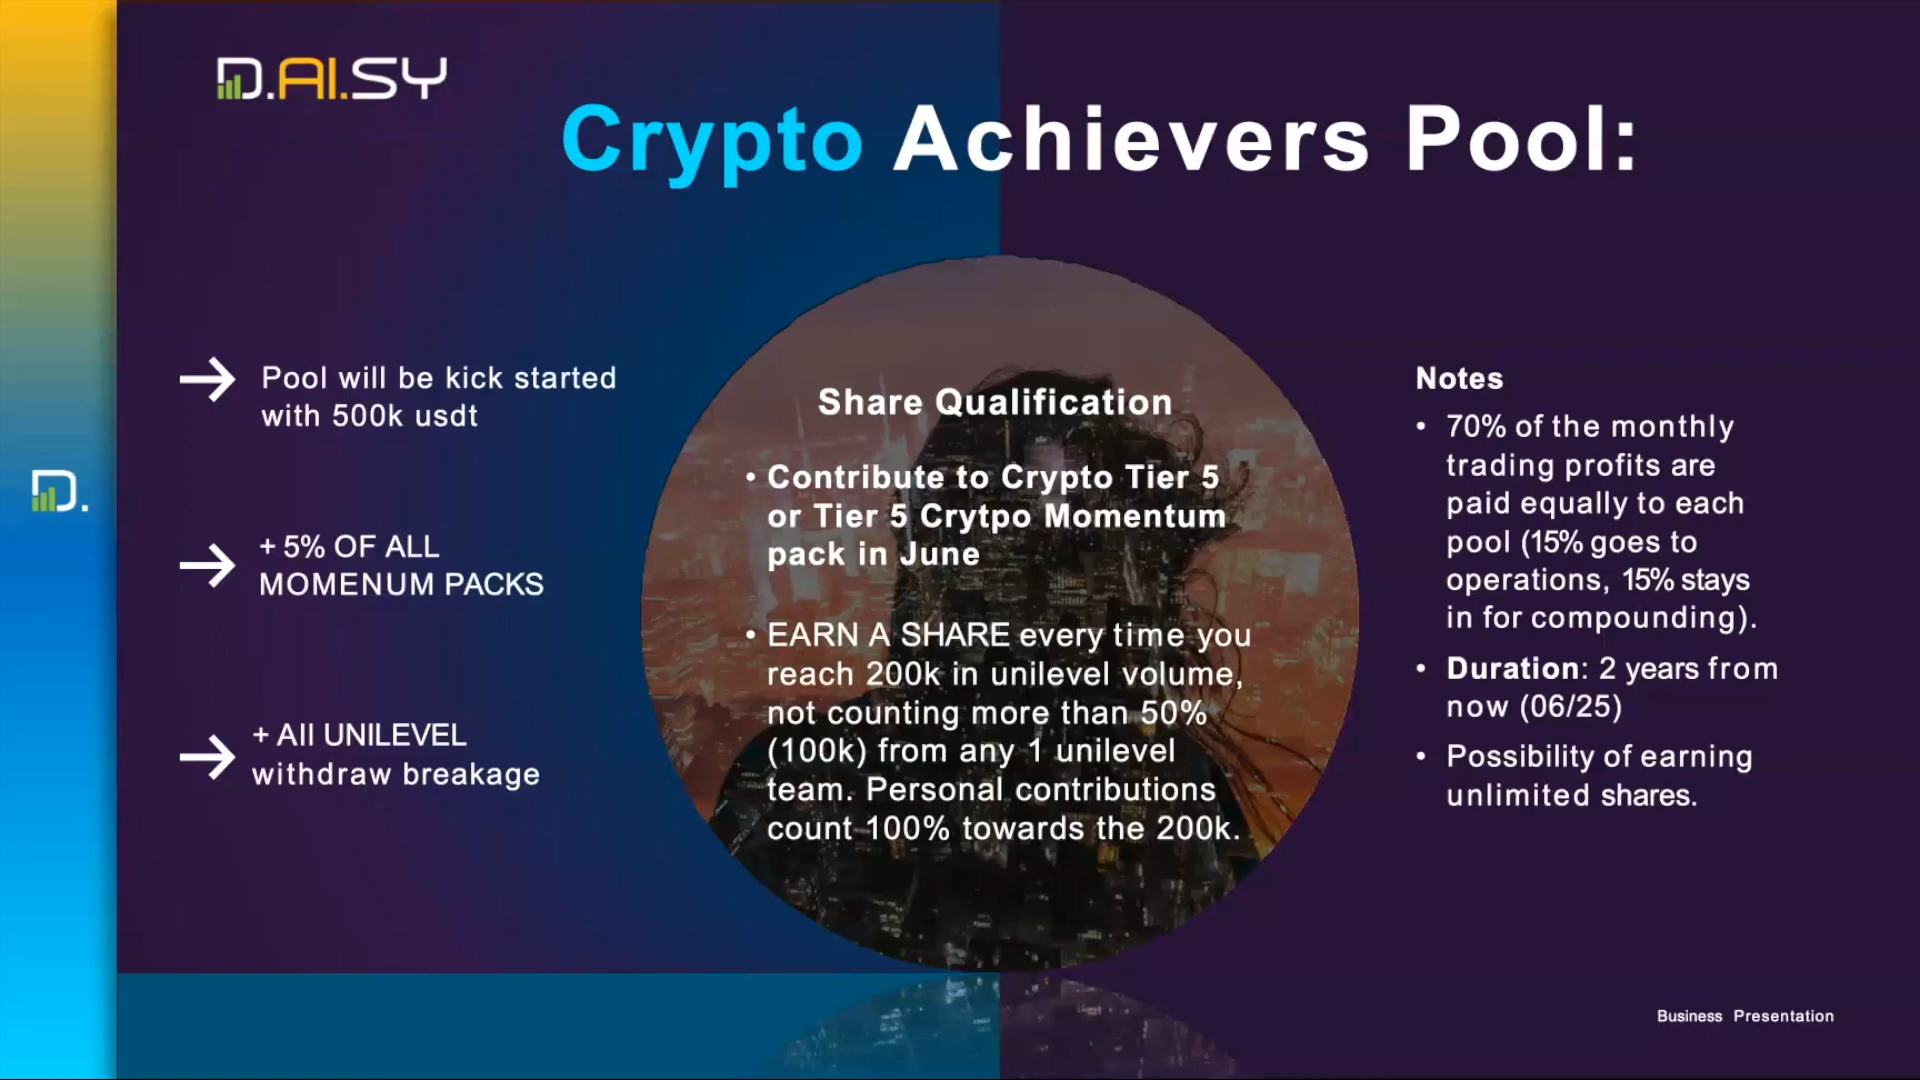 D.AI.SY
Crypto Achievers Pool:
Pool will be kick started
with 500k usdt
+ 5% OF ALL
MOMENUM PACKS
+ All UNILEVEL
withdraw breakage
D.
Share Qualification
• Contribute to Crypto Tier 5
or Tier 5 Crytpo Momentum
pack in June
• EARN A SHARE every time you
reach 200k in unilevel volume,
not counting more than 50%
(100k) from any 1 unilevel
team. Personal contributions
count 100% towards the 200k.
Notes
• 70% of the monthly
trading profits are
paid equally to each
pool (15% goes to
operations, 15% stays
in for compounding).
• Duration: 2 years from
now (06/25)
• Possibility of earning
unlimited shares.
Business Presentation